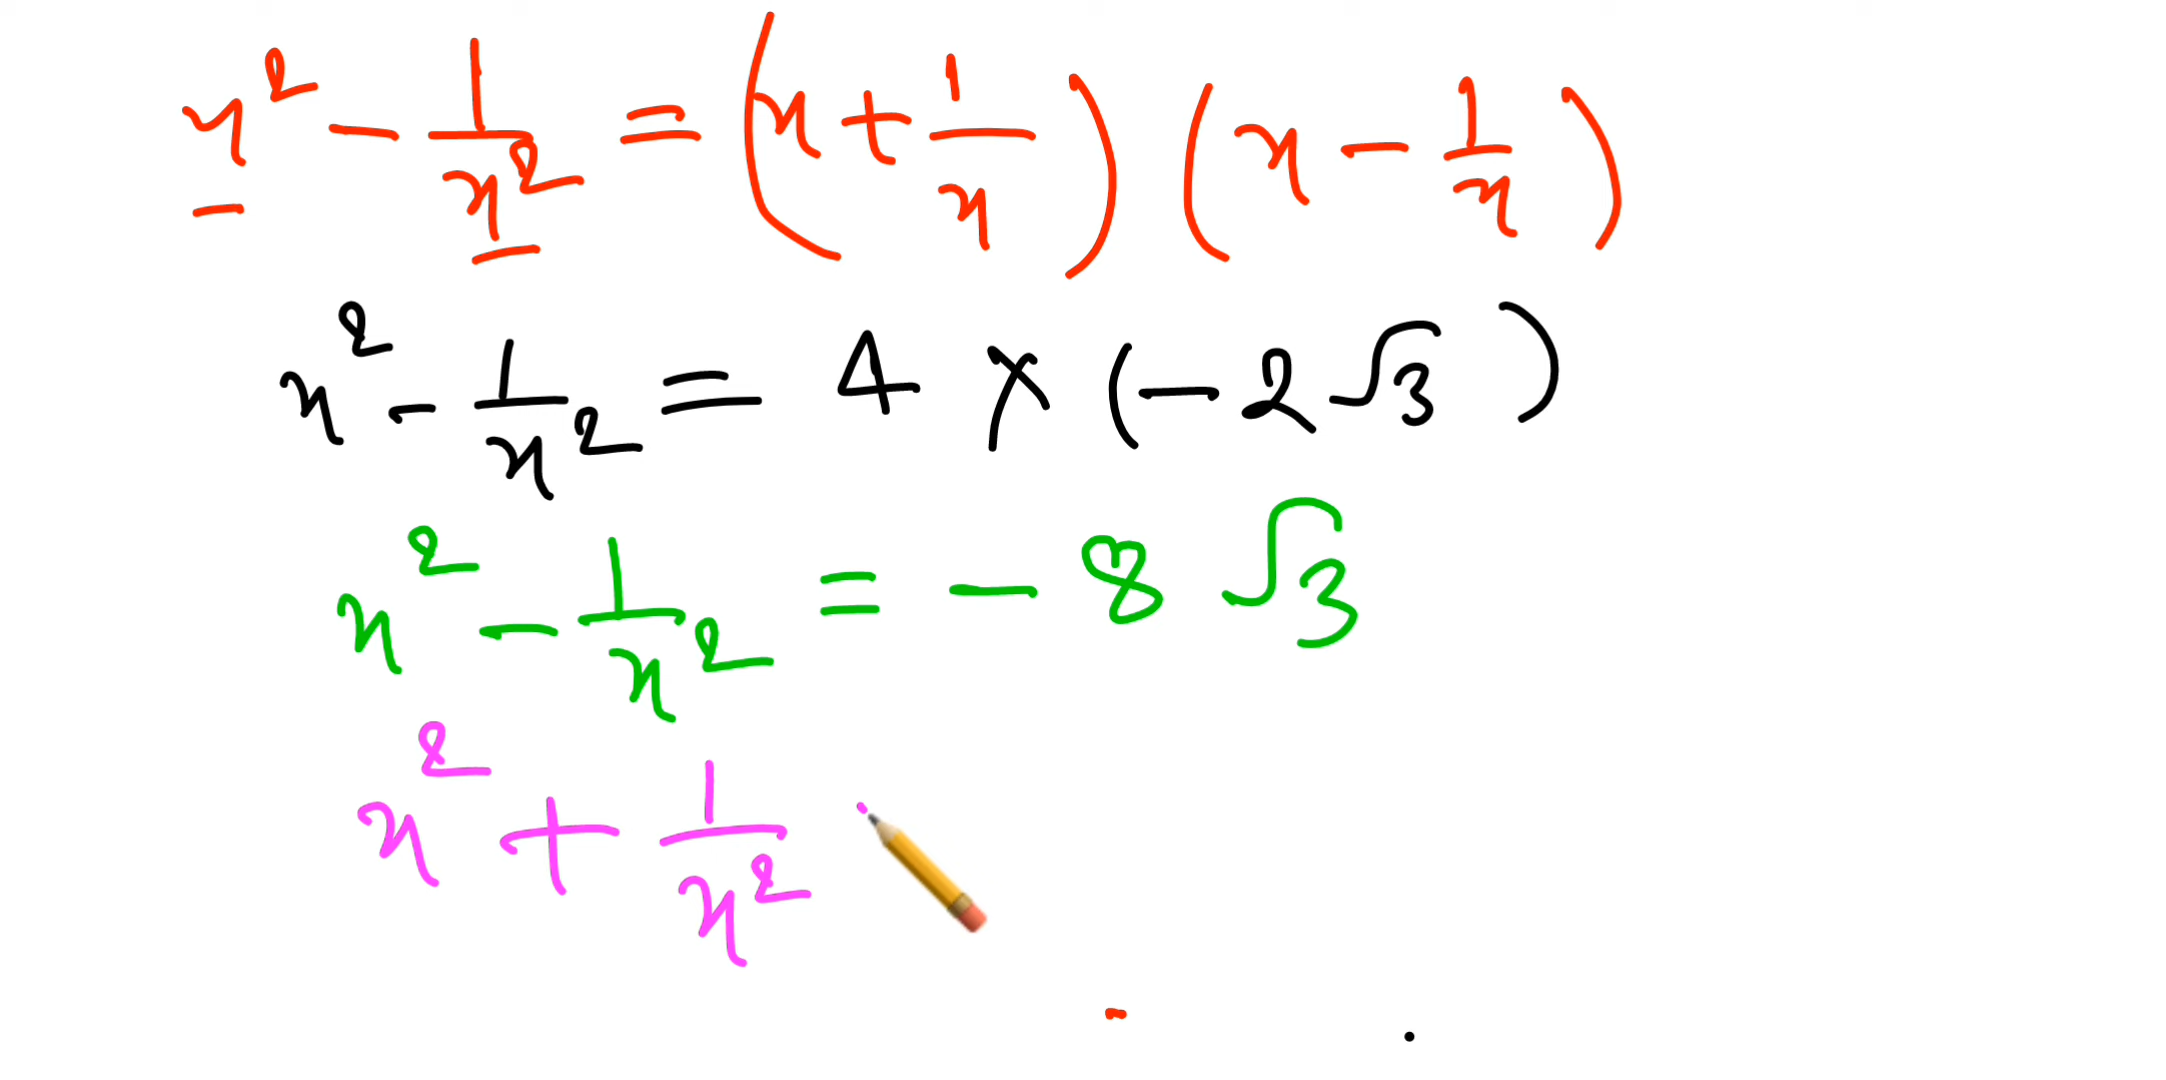 x² - 1/x² = (x + 1/x) (x - 1/x)
x² - 1/x² = 4 × (-2√3)
x² - 1/x² = -8√3
x² + 1/x²